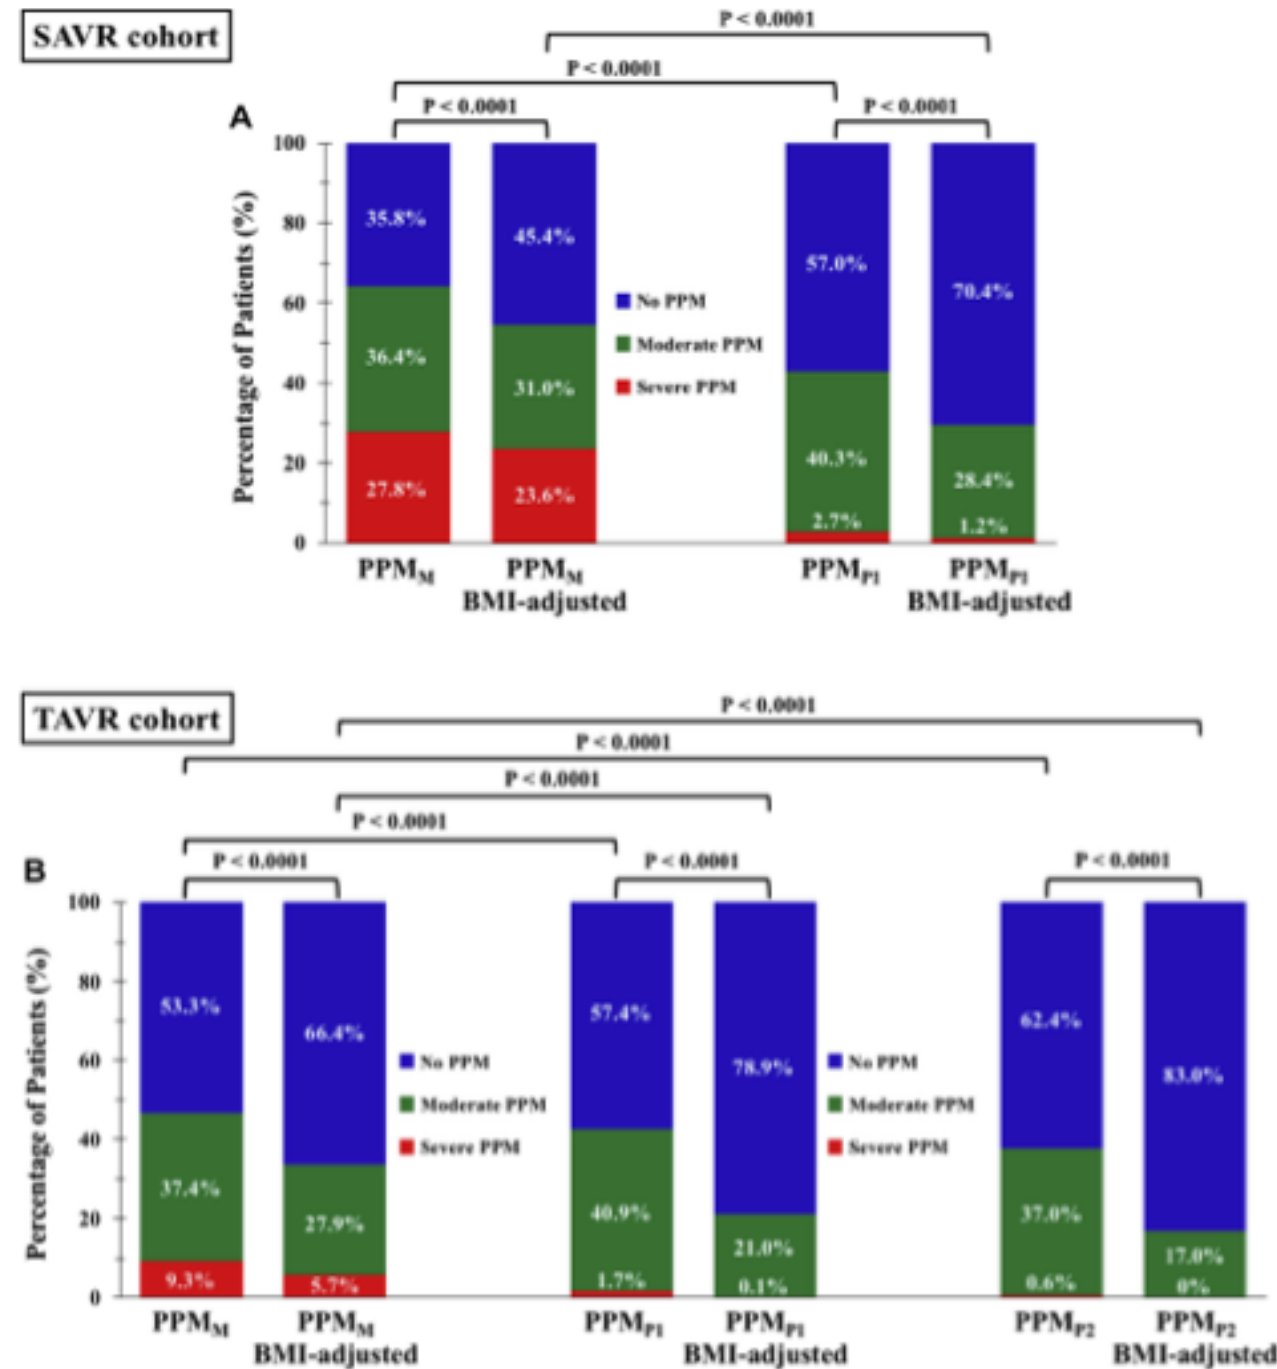 SAVR cohort
P < 0.0001
P < 0.0001
P < 0.0001
P < 0.0001
A
Percentage of Patients (%)
100
80
60
40
20
0
35.8%
36.4%
27.8%
45.4%
31.0%
23.6%
No PPM
Moderate PPM
Severe PPM
57.0%
40.3%
2.7%
70.4%
28.4%
1.2%
PPMM
PPMM
BMI-adjusted
PPMP1
PPMP1
BMI-adjusted
TAVR cohort
P < 0.0001
P < 0.0001
P < 0.0001
P < 0.0001
P < 0.0001
P < 0.0001
P < 0.0001
B
Percentage of Patients (%)
100
80
60
40
20
0
53.3%
37.4%
9.3%
66.4%
27.9%
5.7%
No PPM
Moderate PPM
Severe PPM
57.4%
40.9%
1.7%
78.9%
21.0%
0.1%
No PPM
Moderate PPM
Severe PPM
62.4%
37.0%
0.6%
83.0%
17.0%
0%
PPMM
PPMM
BMI-adjusted
PPMP1
PPMP1
BMI-adjusted
PPMP2
PPMP2
BMI-adjusted